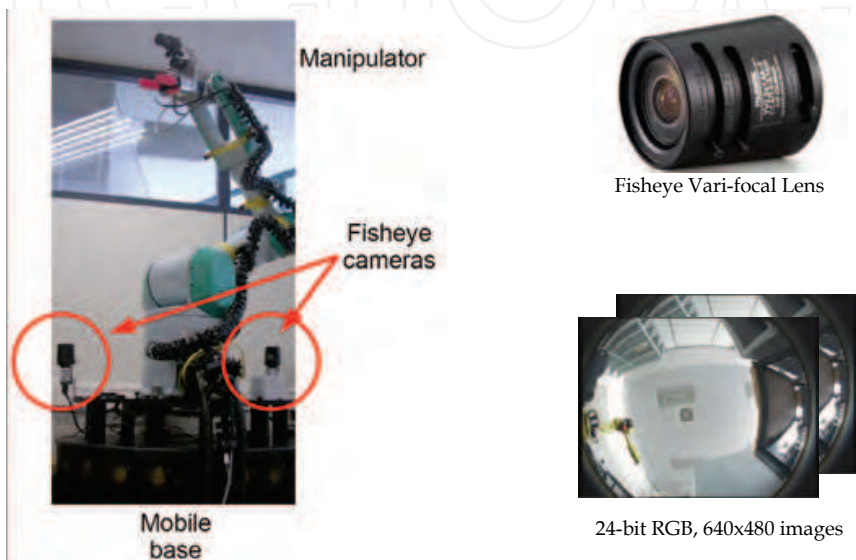 Manipulator
Fisheye
cameras
Mobile
base
Fisheye Vari-focal Lens
24-bit RGB, 640x480 images